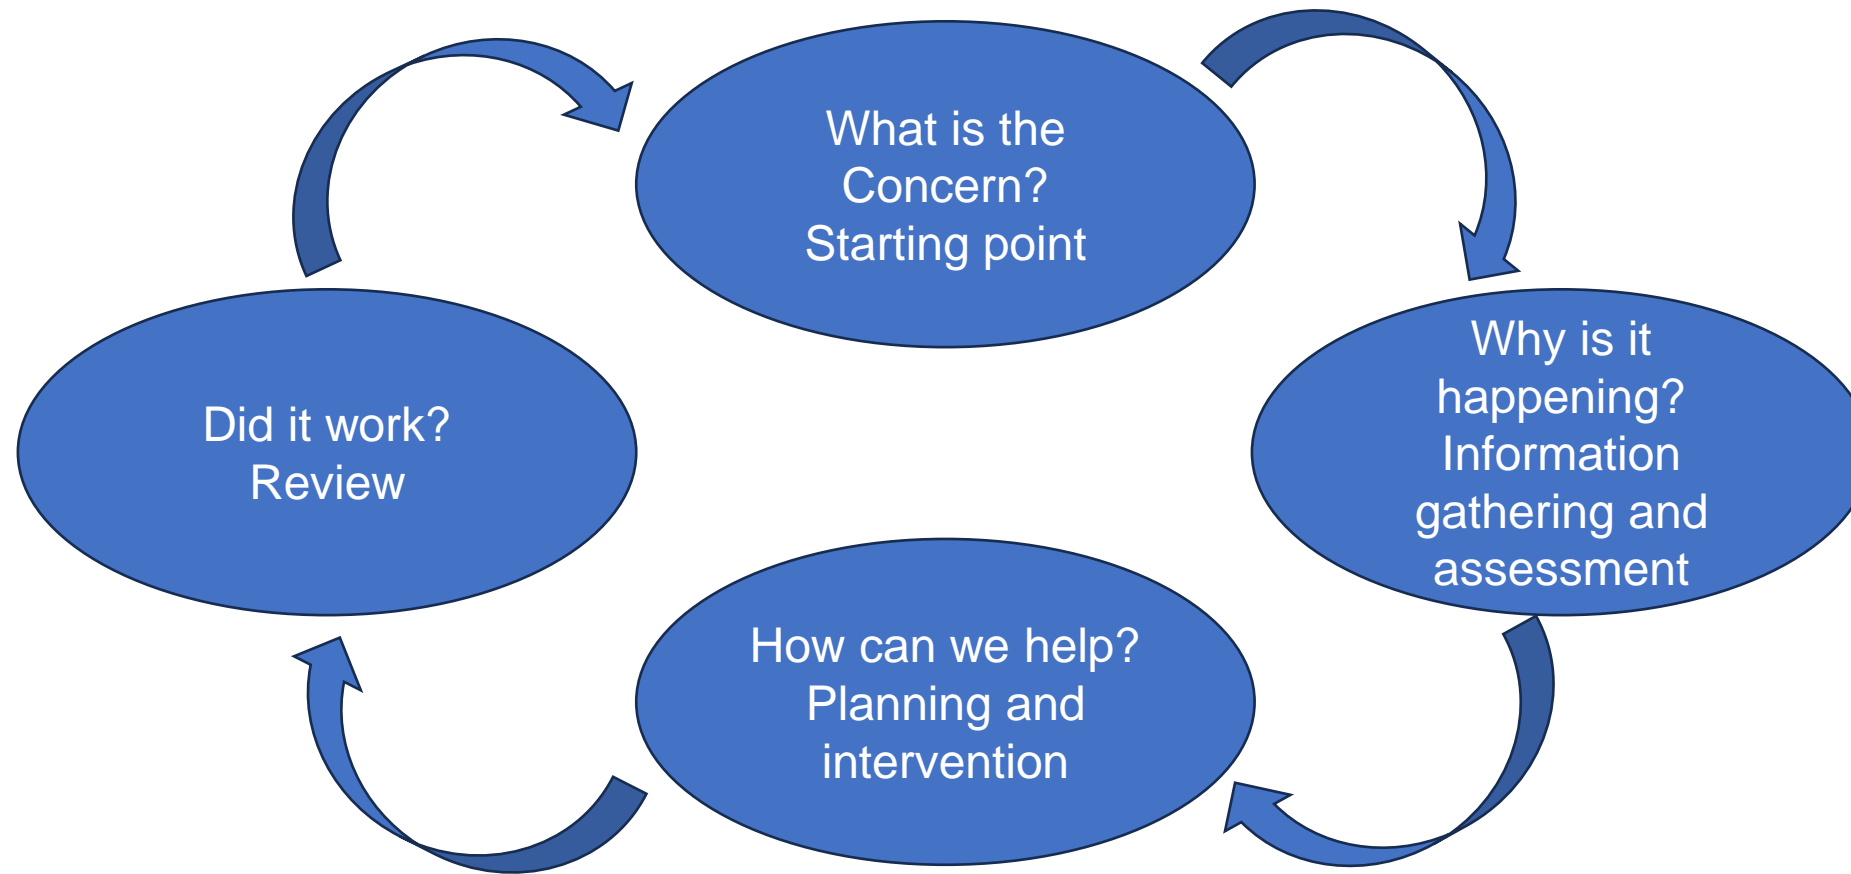 What is the
Concern?
Starting point
Why is it
happening?
Information
gathering and
assessment
How can we help?
Planning and
intervention
Did it work?
Review